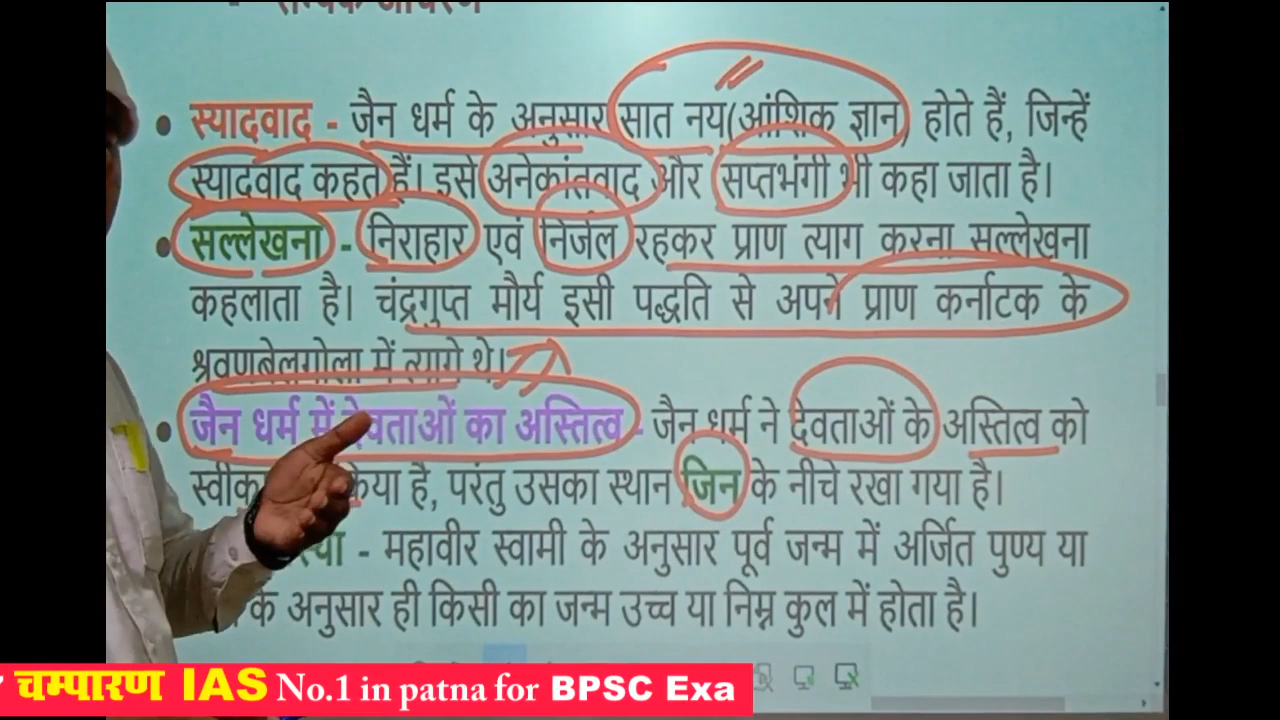 स्यादवाद - जैन धर्म के अनुसार सात नय(आंशिक ज्ञान) होते हैं, जिन्हें
स्यादवाद कहते हैं। इसे अनेकांतवाद और सप्तभंगी भी कहा जाता है।
सल्लेखना - निराहार एवं निर्जल रहकर प्राण त्याग करना सल्लेखना
कहलाता है। चंद्रगुप्त मौर्य इसी पद्धति से अपने प्राण कर्नाटक के
श्रवणबेलगोला में त्यागे थे।
जैन धर्म में देवताओं का अस्तित्व - जैन धर्म ने देवताओं के अस्तित्व को
है, परंतु उसका स्थान जिन के नीचे रखा गया है।
- महावीर स्वामी के अनुसार पूर्व जन्म में अर्जित पुण्य या
के अनुसार ही किसी का जन्म उच्च या निम्न कुल में होता है।
चम्पारण IAS No.1 in patna for BPSC Exa